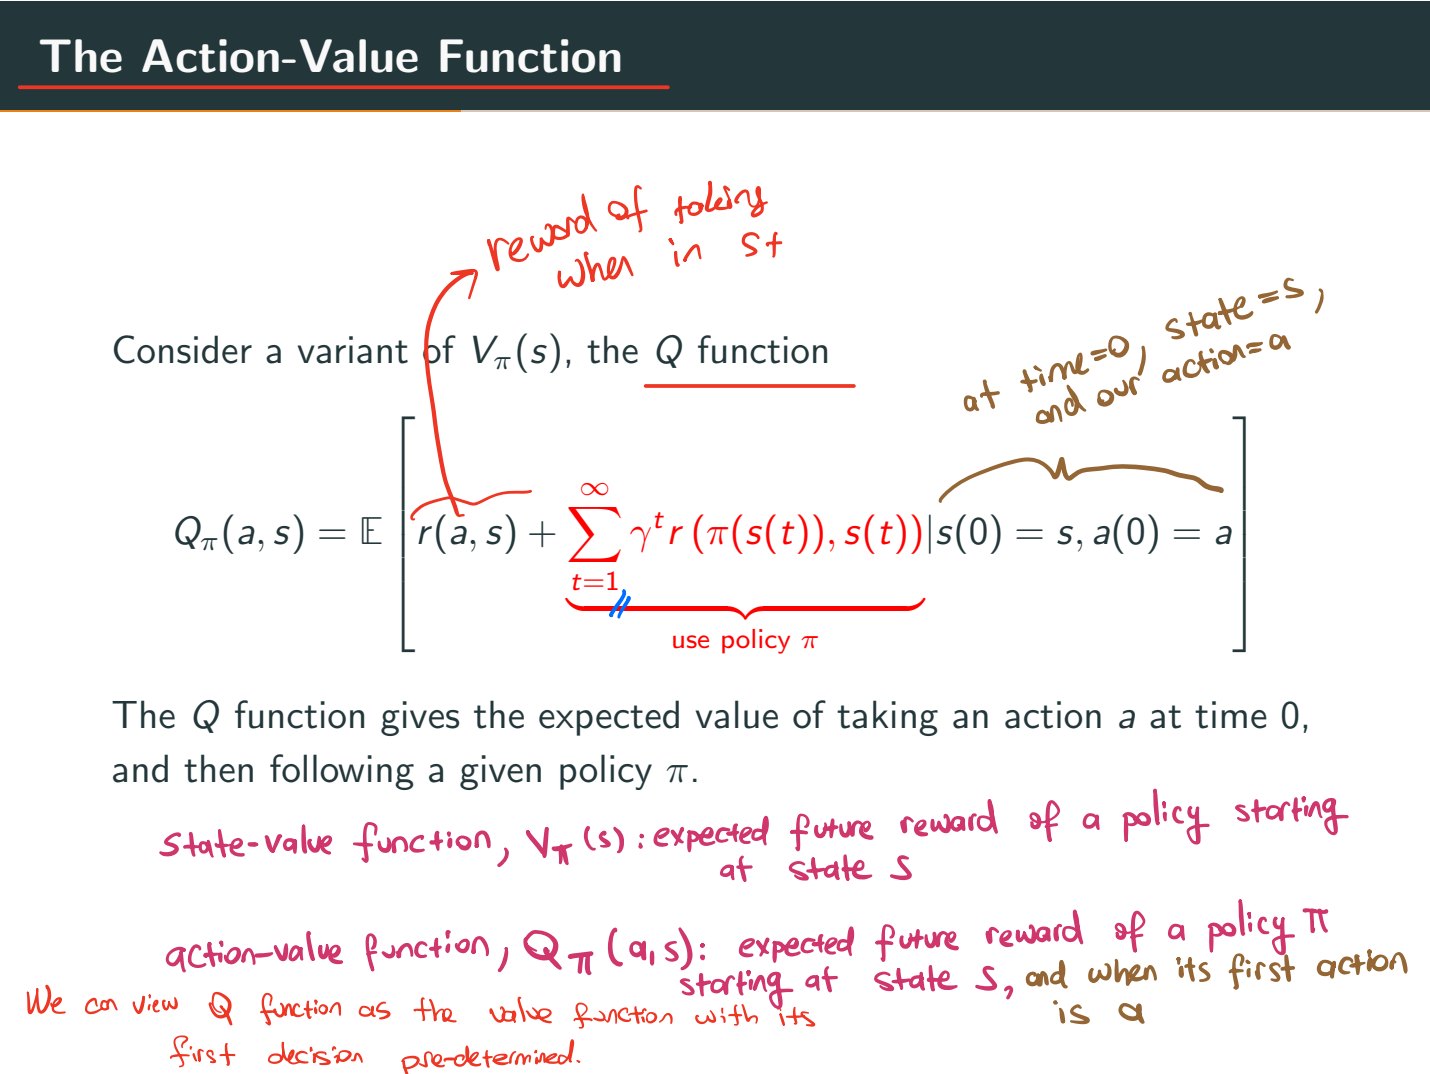 The Action-Value Function
reward of taking
when in St
Consider a variant of Vπ(s), the Q function
at time=0, state=s,
and our action=a
Qπ(a, s) = 𝔼 [ r(a, s) + ∑_{t=1}^{∞} γ^t r (π(s(t)), s(t)) | s(0) = s, a(0) = a ]
use policy π
The Q function gives the expected value of taking an action a at time 0,
and then following a given policy π.
state-value function, Vπ(s): expected future reward of a policy starting
at state s
action-value function, Qπ(a,s): expected future reward of a policy π
starting at state s, and when its first action
is a
We can view Q function as the value function with its
first decision pre-determined.